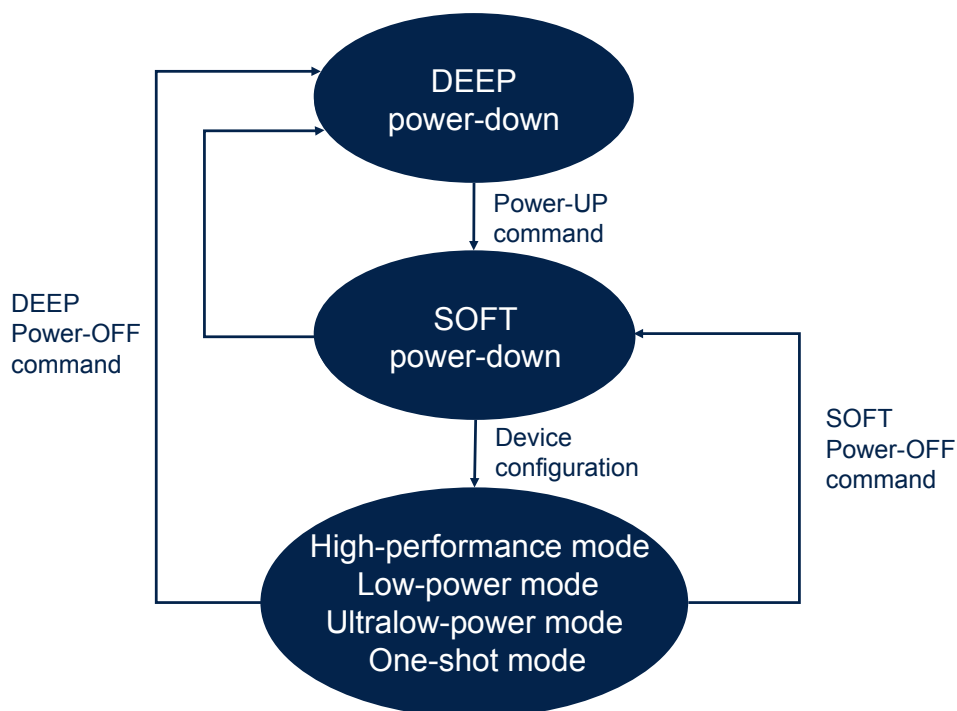 DEEP
power-down
Power-UP
command
DEEP
Power-OFF
command
SOFT
power-down
SOFT
Power-OFF
command
Device
configuration
High-performance mode
Low-power mode
Ultralow-power mode
One-shot mode